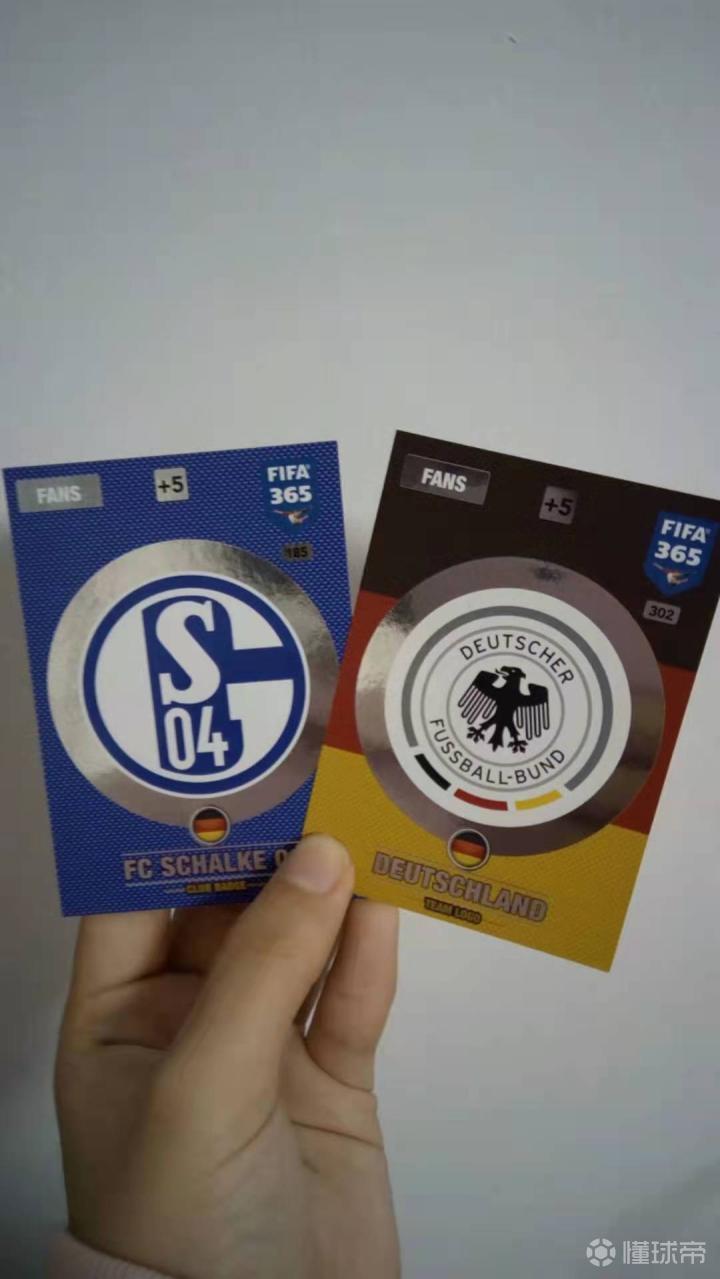 FANS
+5
FIFA
365
185
S
04
FC SCHALKE 0
CLUB BADGE
FANS
+5
FIFA
365
302
DEUTSCHER
FUSSBALL-BUND
DEUTSCHLAND
TEAM LOGO
懂球帝